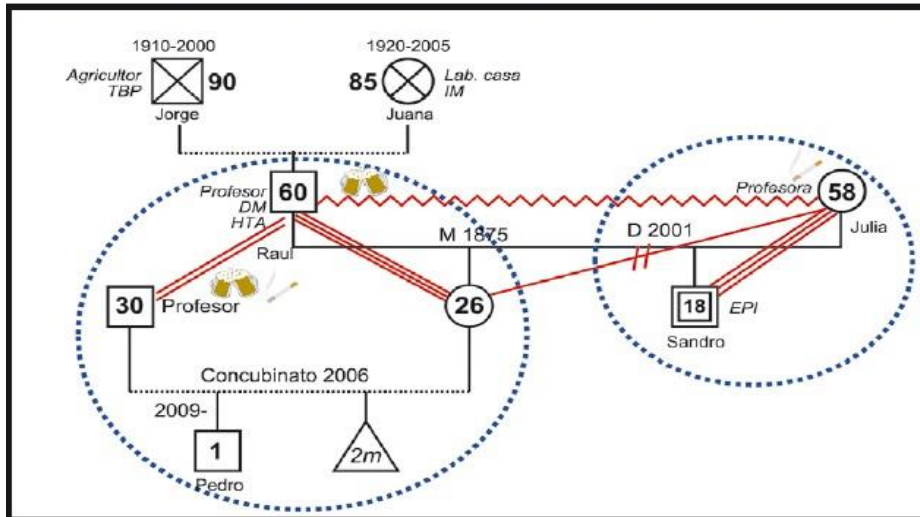 1910-2000
1920-2005
Agricultor
TBP
90
85
Lab. casa
IM
Jorge
Juana
Profesor
DM
HTA
60
Profesora
58
Raul
M 1875
D 2001
Julia
30
Profesor
26
18
EPI
Sandro
Concubinato 2006
2009-
1
2m
Pedro